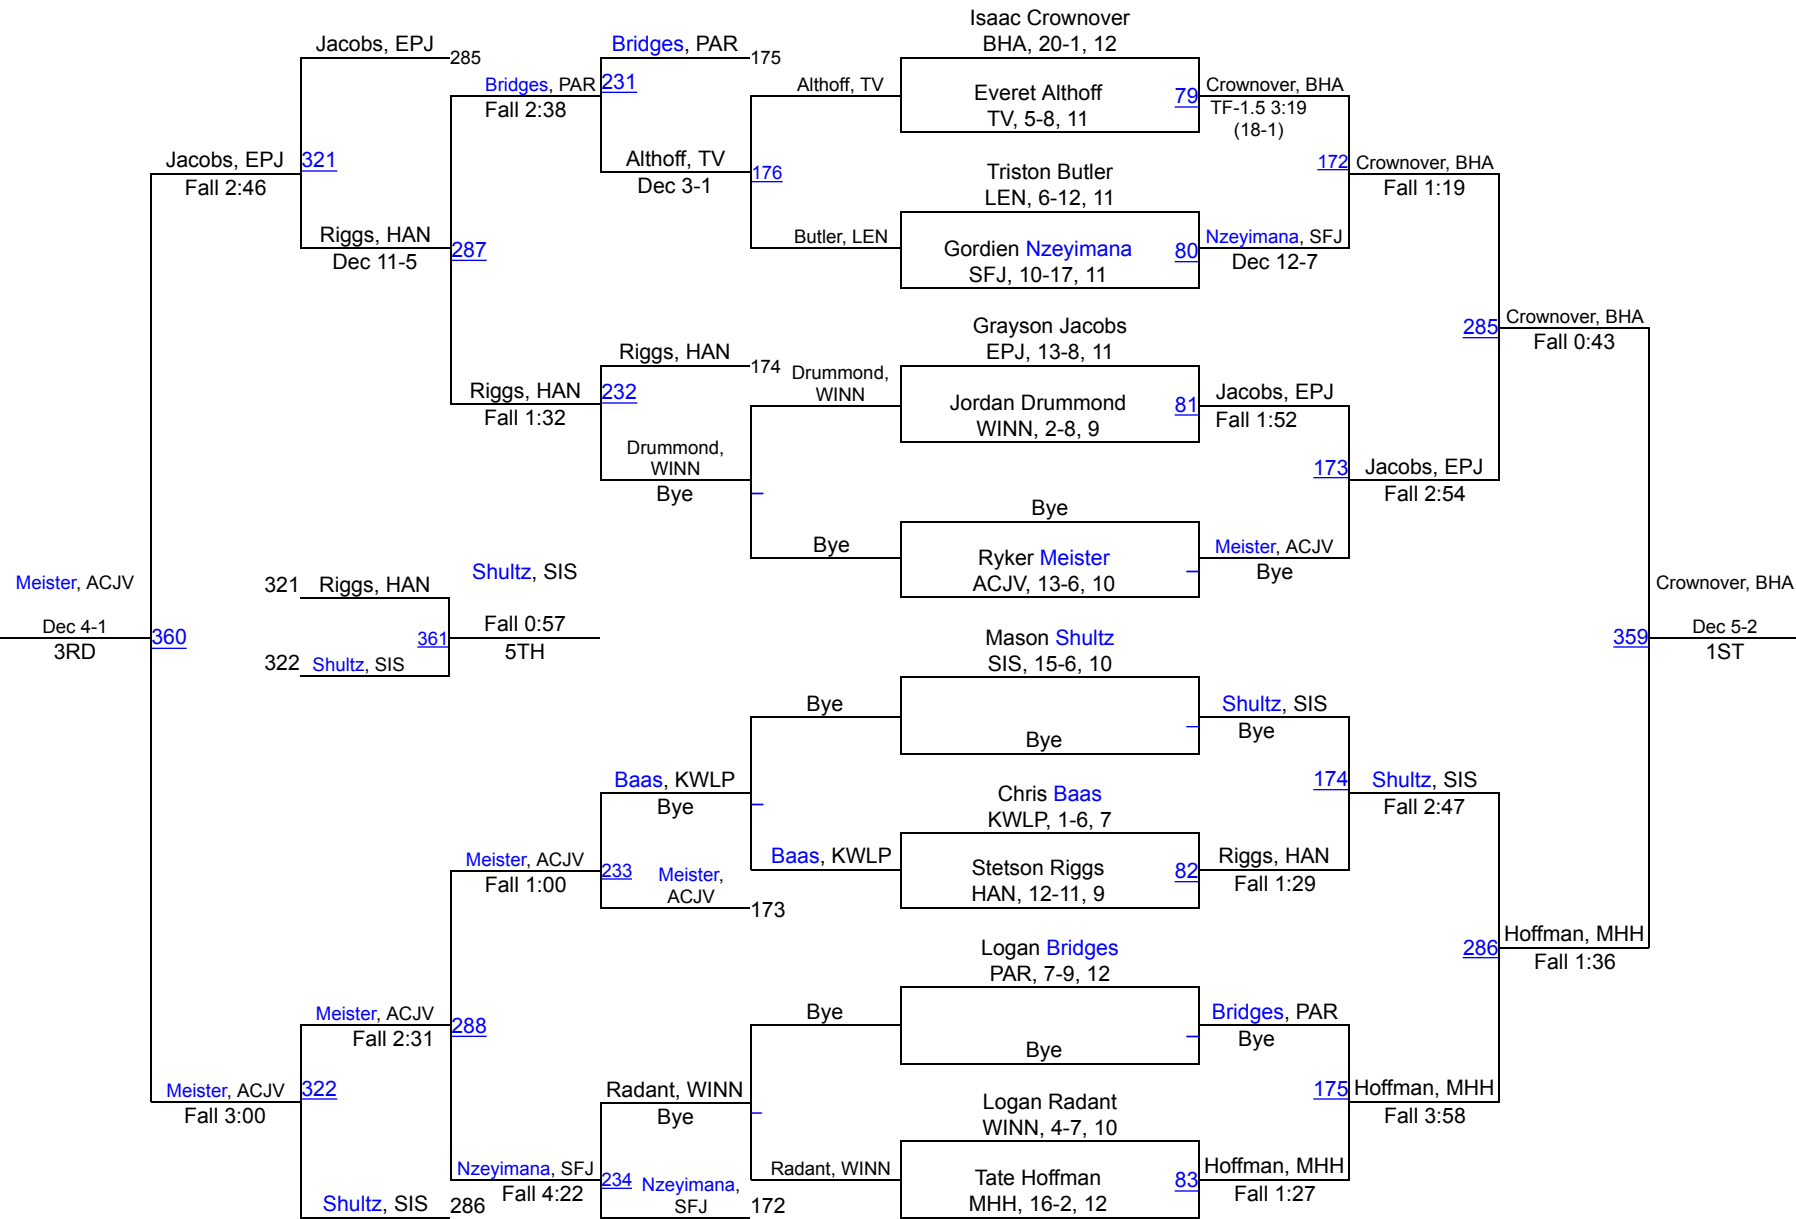 Isaac Crownover
BHA, 20-1, 12
Everet Althoff
TV, 5-8, 11
79
Triston Butler
LEN, 6-12, 11
Gordien Nzeyimana
SFJ, 10-17, 11
80
Grayson Jacobs
EPJ, 13-8, 11
Jordan Drummond
WINN, 2-8, 9
81
Bye
Ryker Meister
ACJV, 13-6, 10
–
Mason Shultz
SIS, 15-6, 10
Bye
–
Chris Baas
KWLP, 1-6, 7
Stetson Riggs
HAN, 12-11, 9
82
Logan Bridges
PAR, 7-9, 12
Bye
–
Logan Radant
WINN, 4-7, 10
Tate Hoffman
MHH, 16-2, 12
83
Crownover, BHA
TF-1.5 3:19
(18-1)
172
Nzeyimana, SFJ
Dec 12-7
Jacobs, EPJ
Fall 1:52
173
Meister, ACJV
Bye
Shultz, SIS
Bye
174
Riggs, HAN
Fall 1:29
Bridges, PAR
Bye
175
Hoffman, MHH
Fall 1:27
Crownover, BHA
Fall 1:19
285
Jacobs, EPJ
Fall 2:54
Shultz, SIS
Fall 2:47
286
Hoffman, MHH
Fall 3:58
Crownover, BHA
Fall 0:43
359
Hoffman, MHH
Fall 1:36
Crownover, BHA
Dec 5-2
1ST
Althoff, TV
176
Butler, LEN
Drummond,
WINN
–
Bye
Bye
–
Baas, KWLP
Bye
–
Radant, WINN
Bridges, PAR
175
231
Althoff, TV
Dec 3-1
Riggs, HAN
174
232
Drummond,
WINN
Bye
Baas, KWLP
Bye
233
Meister,
ACJV
173
Radant, WINN
Bye
234
Nzeyimana,
SFJ
172
Bridges, PAR
Fall 2:38
287
Riggs, HAN
Fall 1:32
Meister, ACJV
Fall 1:00
288
Nzeyimana, SFJ
Fall 4:22
Jacobs, EPJ
285
321
Riggs, HAN
Dec 11-5
Meister, ACJV
Fall 2:31
322
Shultz, SIS
286
Jacobs, EPJ
Fall 2:46
360
Meister, ACJV
Fall 3:00
Meister, ACJV
Dec 4-1
3RD
321
Riggs, HAN
361
322
Shultz, SIS
Shultz, SIS
Fall 0:57
5TH